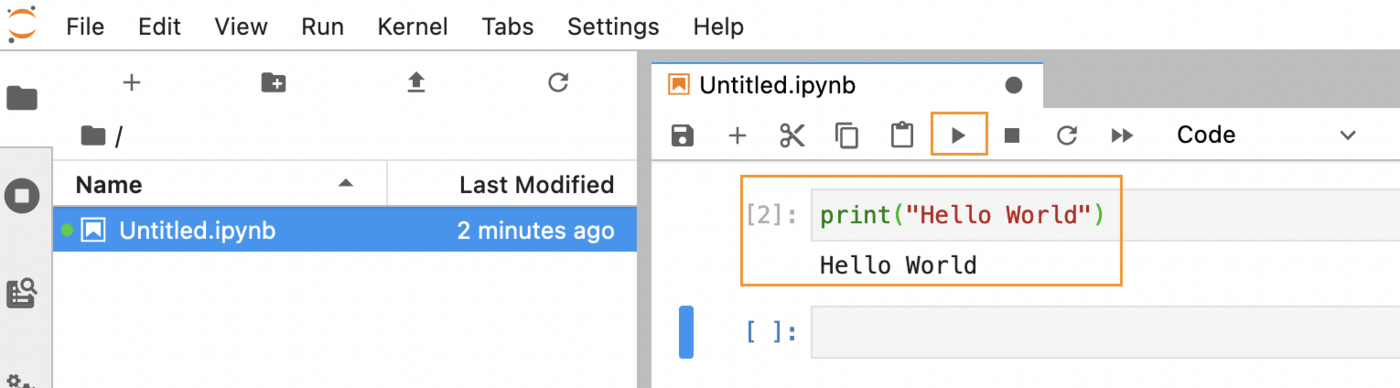 File Edit View Run Kernel Tabs Settings Help
/
Name Last Modified
Untitled.ipynb 2 minutes ago
Untitled.ipynb
Code
[2]: print("Hello World")
Hello World
[ ]: